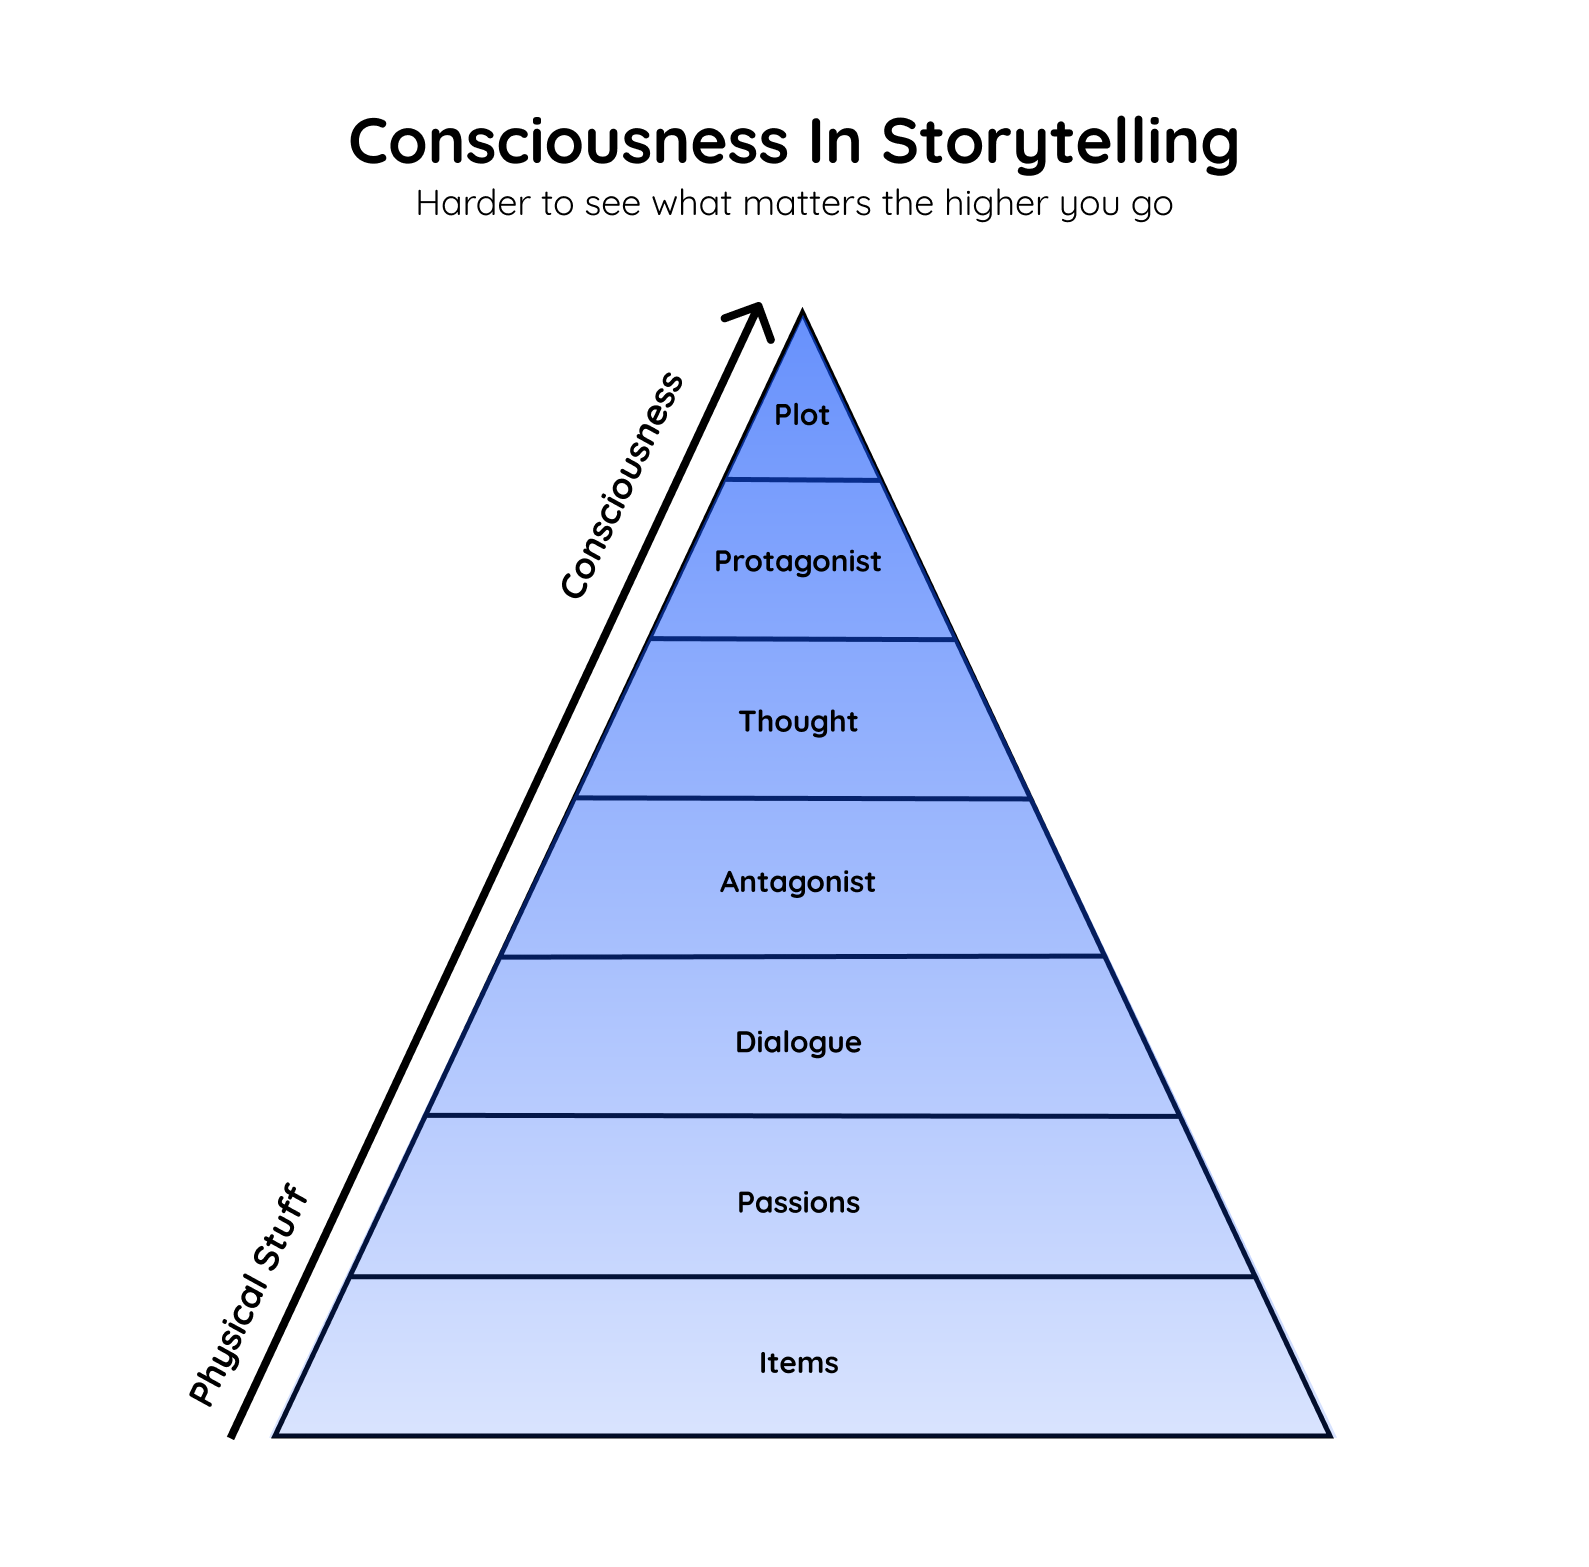 Consciousness In Storytelling
Harder to see what matters the higher you go
Consciousness
Plot
Protagonist
Thought
Antagonist
Dialogue
Physical Stuff
Passions
Items